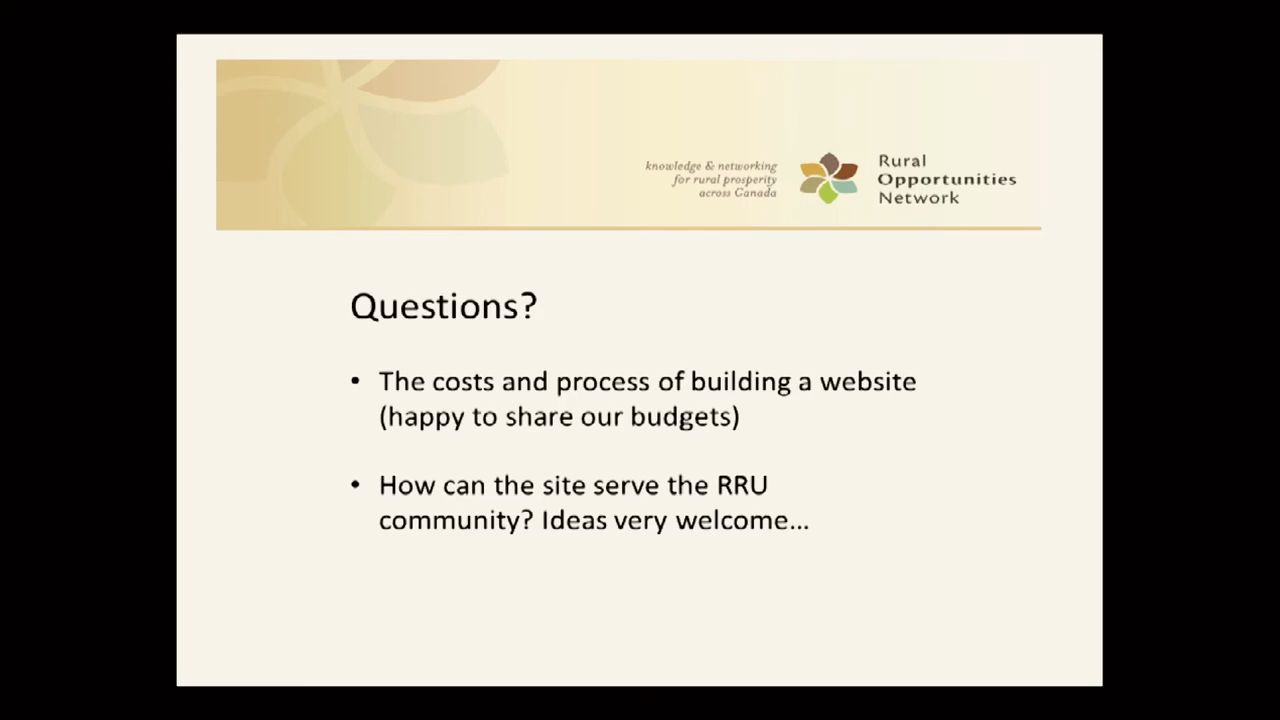 knowledge & networking
for rural prosperity
across Canada
Rural
Opportunities
Network
Questions?
• The costs and process of building a website
(happy to share our budgets)
• How can the site serve the RRU
community? Ideas very welcome...